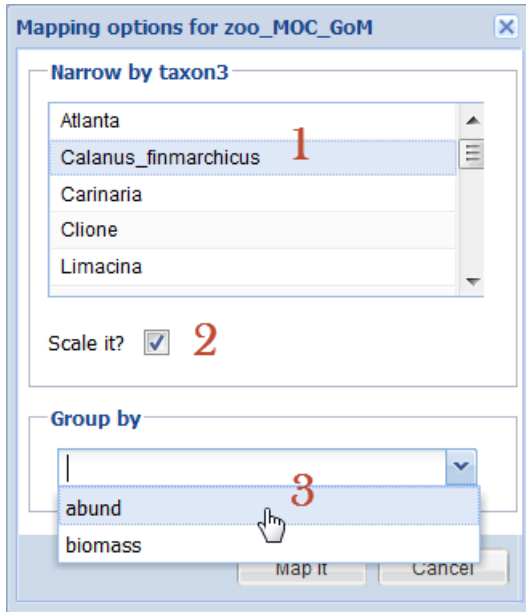 Mapping options for zoo_MOC_GoM
Narrow by taxon3
Atlanta
Calanus_finmarchicus 1
Carinaria
Clione
Limacina
Scale it? 2
Group by
3
abund
biomass
Map it Cancel